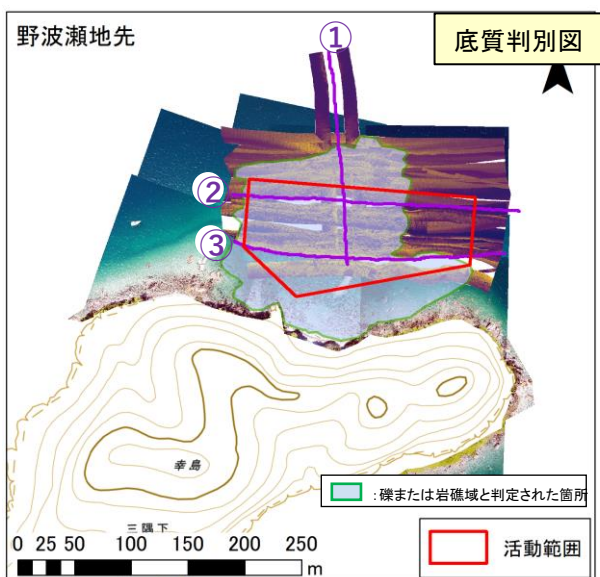 野波瀬地先
底質判別図
①
②
③
幸島
三隅下
:礫または岩礁域と判定された箇所
活動範囲
0 25 50 100 150 200 250
m